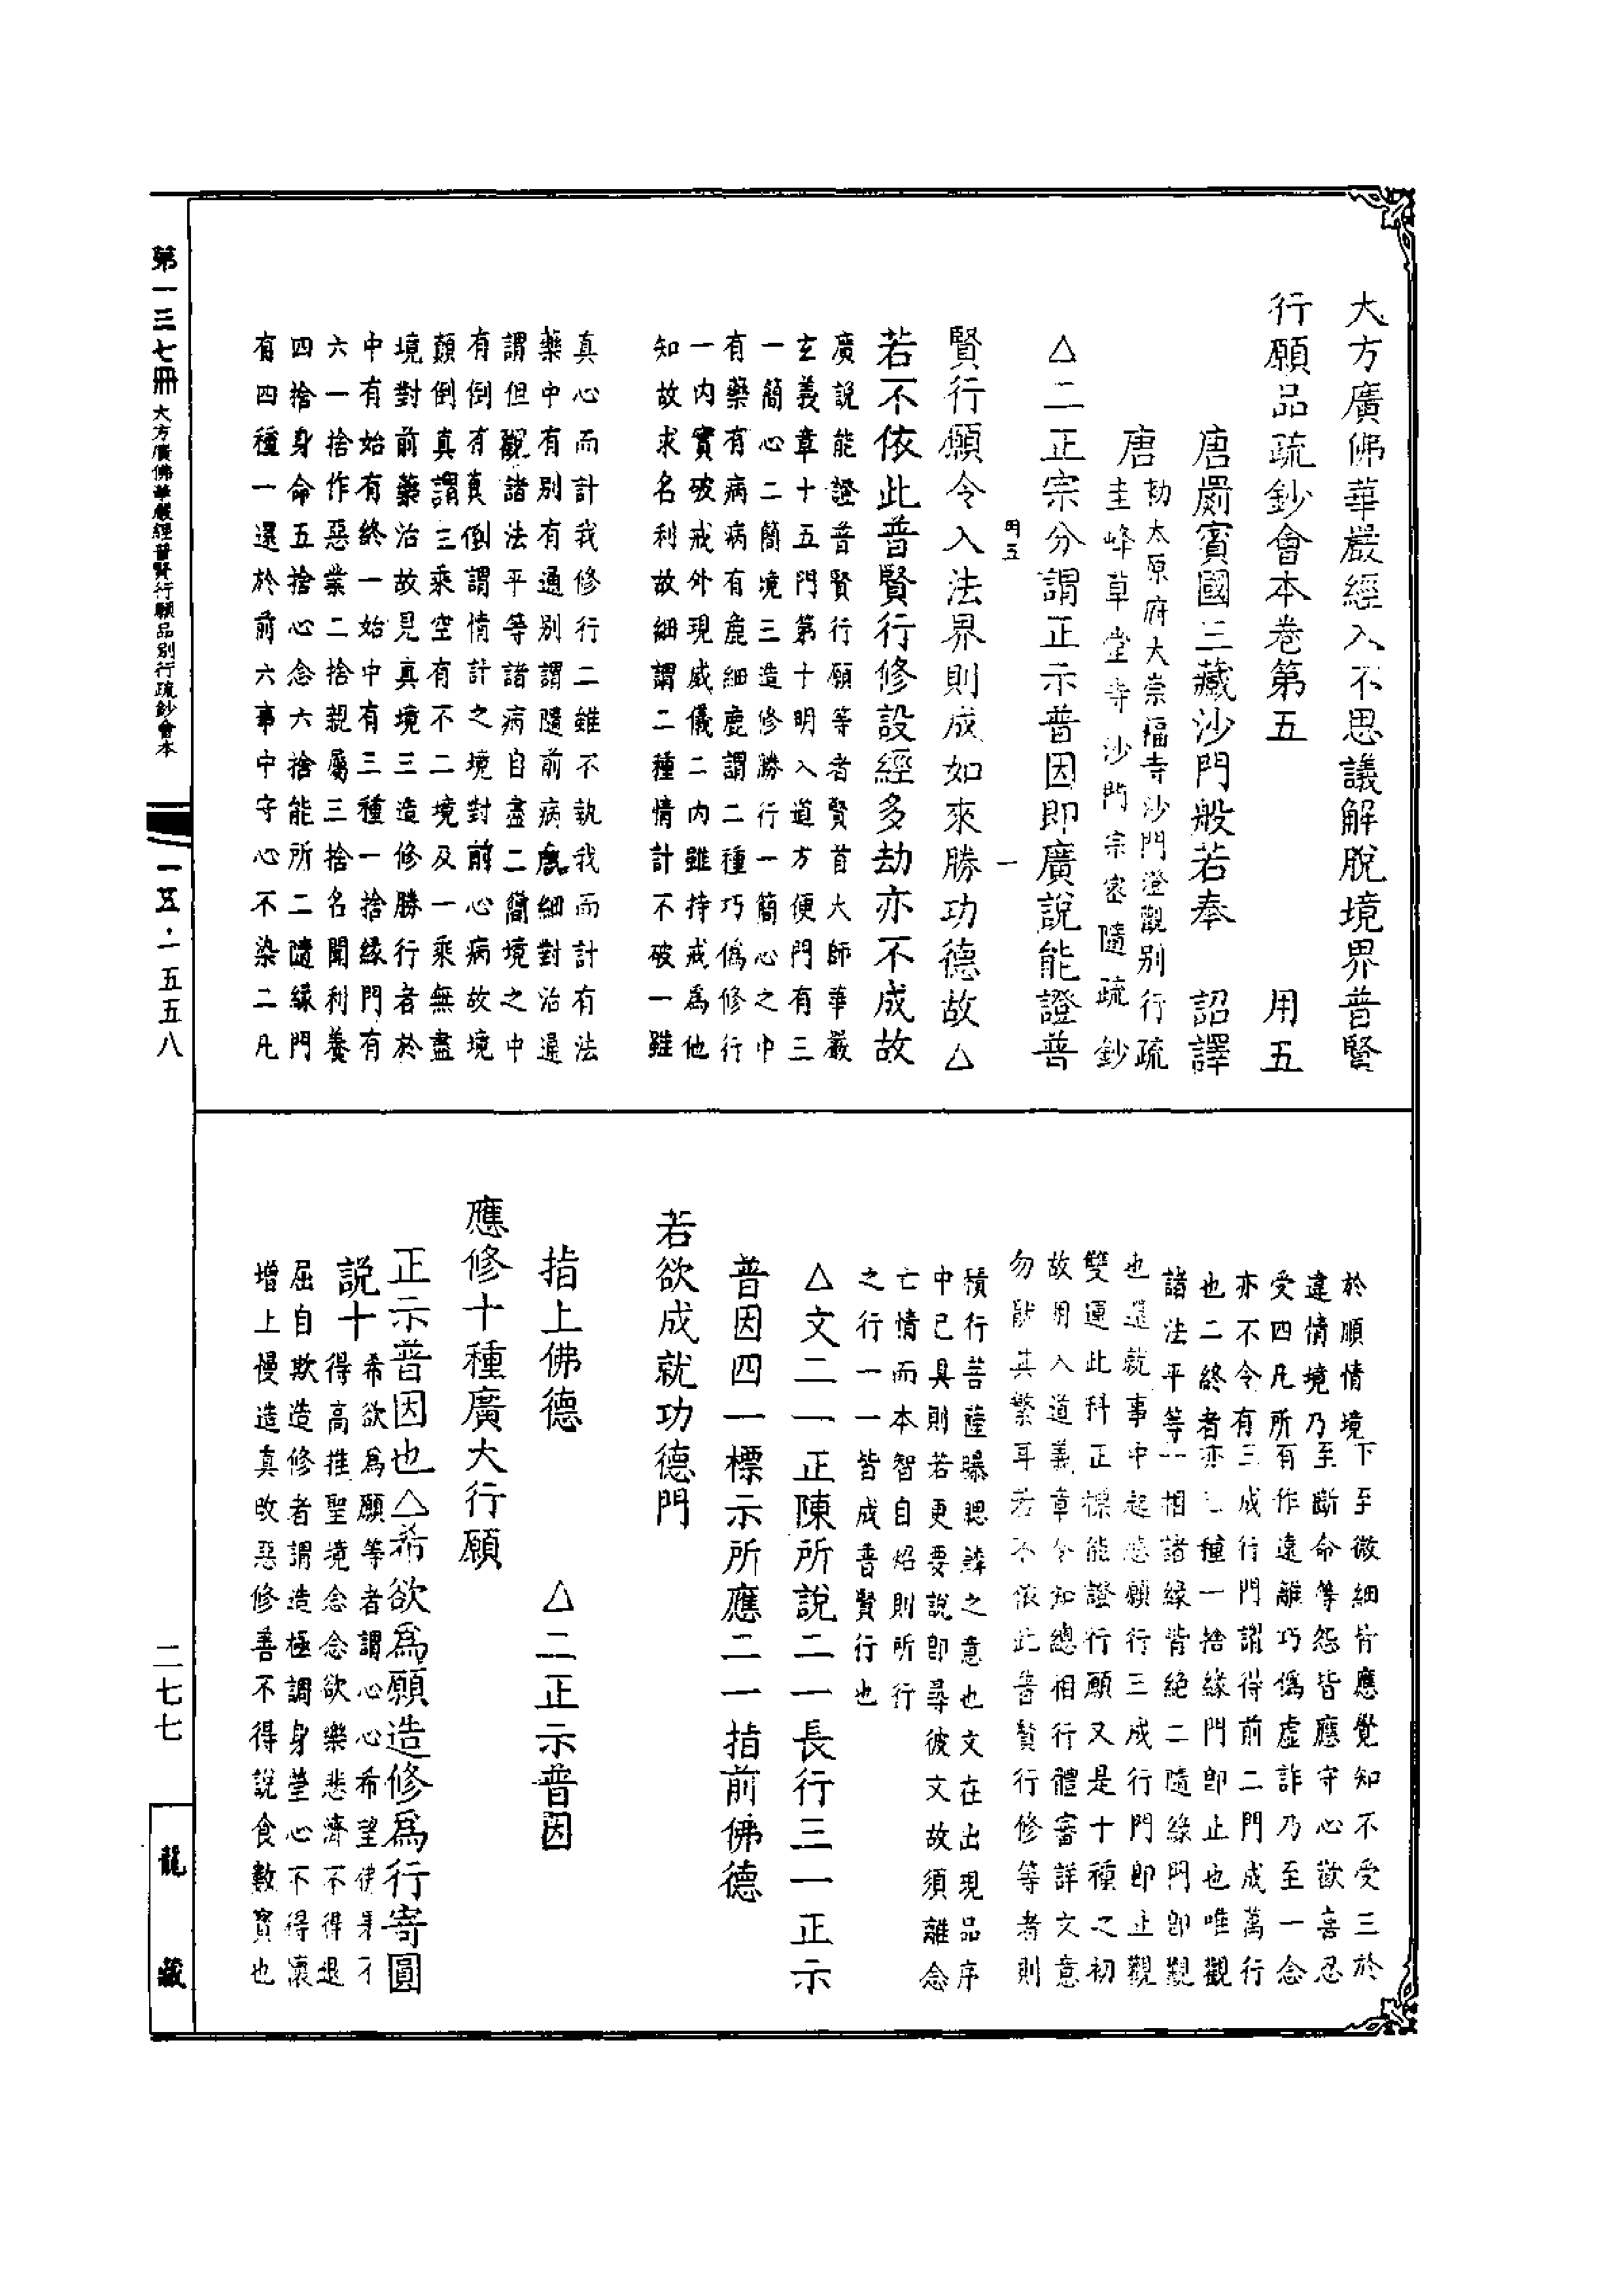 大方廣佛華嚴經入不思議解脫境界普賢
行願品疏鈔會本卷第五　用五
唐罽賓國三藏沙門般若奉　詔譯
唐
勅太原府大崇福寺沙門澄觀別行疏
圭峰草堂寺沙門宗密隨疏鈔
△二正宗分謂正示普因即廣說能證普
用五　一
賢行願令入法界則成如來勝功德故△
若不依此普賢行修設經多劫亦不成故
廣說能證普賢行願等者賢首大師華嚴
玄義章十五門第十明入道方便門有三
一簡心二簡境三造修勝行一簡心之中
有藥有病病有麁細麁謂二種巧偽修行
一內實破戒外現威儀二內雖持戒為他
知故求名利故細謂二種情計不破一雖
真心而計我修行二雖不執我而計有法
藥中有別有通別謂隨前病麁細對治通
謂但觀諸法平等諸病自盡二簡境之中
有倒有真倒謂情計之境對前心病故境
顛倒真謂三乘空有不二境及一乘無盡
境對前藥治故見真境三造修勝行者於
中有始有終一始中有三種一捨緣門有
六一捨作惡業二捨親屬三捨名聞利養
四捨身命五捨心念六捨能所二隨緣門
有四種一還於前六事中守心不染二凡
於順情境下至微細皆應覺知不受三於
違情境乃至斷命等怨皆應守心歡喜忍
受四凡所有作遠離巧偽虛詐乃至一念
亦不令有三成行門謂得前二門成萬行
也二終者亦二種一捨緣門即止也唯觀
諸法平等一相諸緣皆絕二隨緣門即觀
也還就事中起悲願行三成行門即止觀
雙運此科正標能證行願又是十種之初
故用入道義章令知總相行體審詳文意
勿猒其繁耳若不依此普賢行修等者則
積行菩薩曝腮鱗之意也文在出現品序
中已具則若更要說即尋彼文故須離念
亡情而本智自炤則所行
之行一一皆成普賢行也
△文二一正陳所說二一長行三一正示
普因四一標示所應二一指前佛德
若欲成就功德門
指上佛德　△二正示普因
應修十種廣大行願
正示普因也△希欲為願造修為行寄圓
說十
希欲為願等者謂心心希望佛果不
得高推聖境念念欲樂悲濟不得退
屈自欺造修者謂造極調身瑩心不得懷
增上慢造真改惡修善不得說食數寶也
第一三七冊　大方廣佛華嚴經普賢行願品別行疏鈔會本
一五五·一五五八
二七七
龍藏